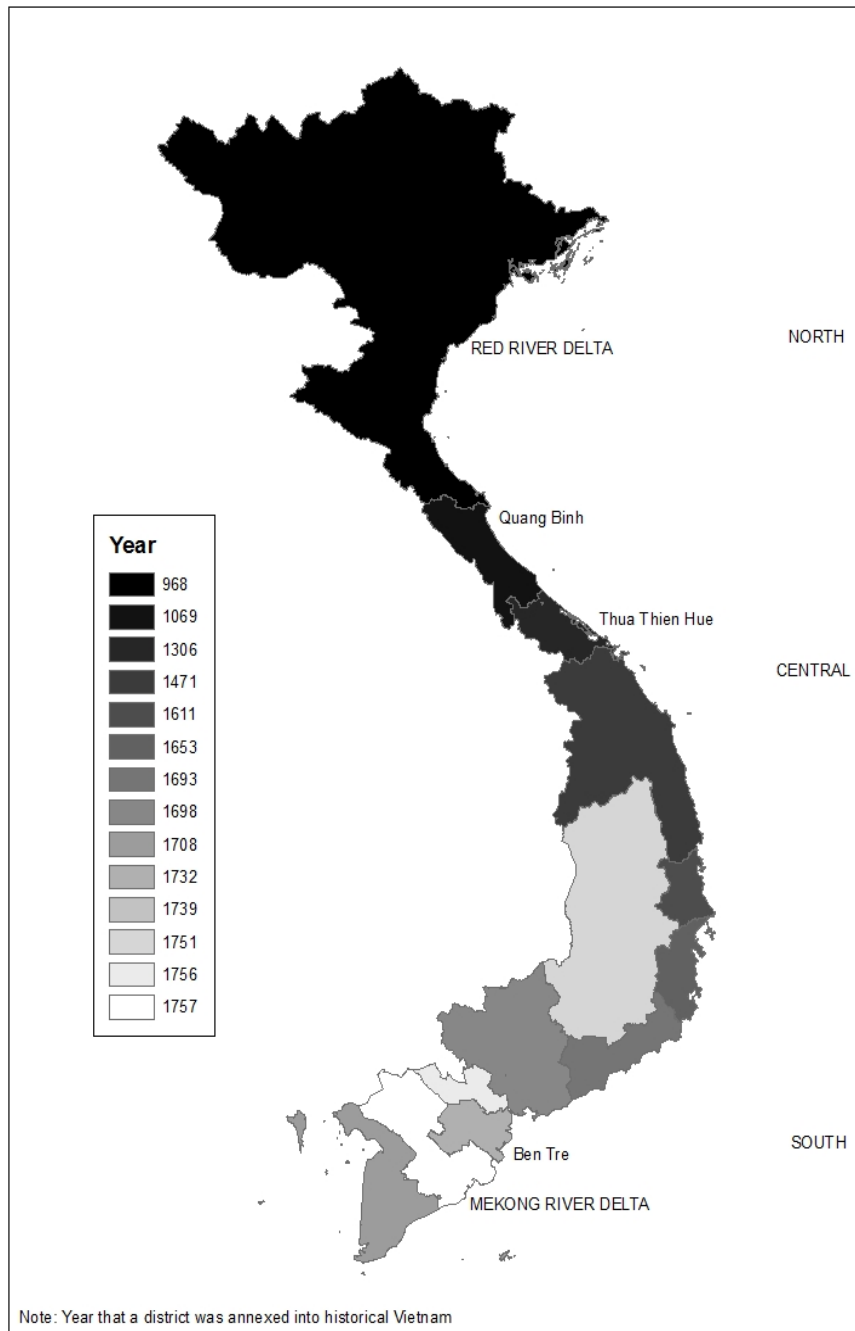 RED RIVER DELTA
NORTH
Quang Binh
Year
968
1069
1306
1471
1611
1653
1693
1698
1708
1732
1739
1751
1756
1757
Thua Thien Hue
CENTRAL
Ben Tre
SOUTH
MEKONG RIVER DELTA
Note: Year that a district was annexed into historical Vietnam